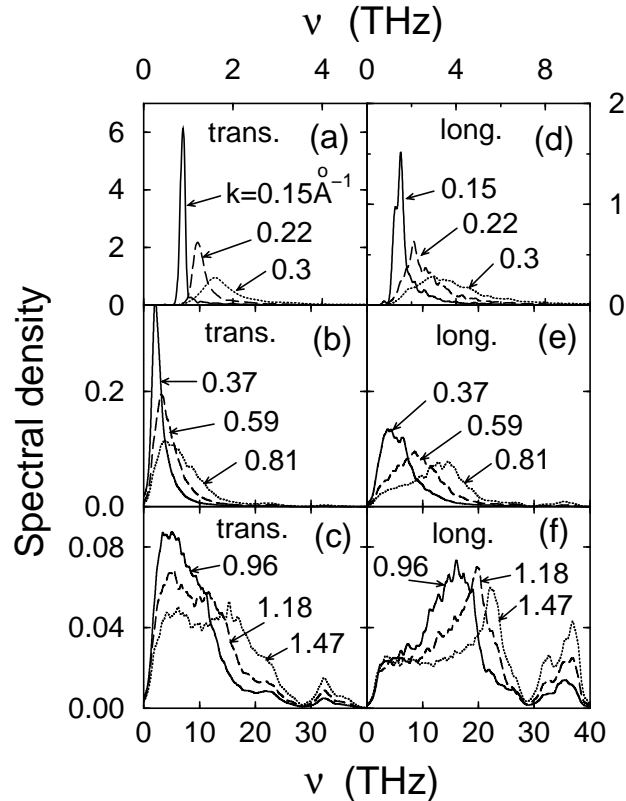 ν (THz) ν (THz)
0 2 4 0 4 8
6 trans. (a) long. (d) 2
k=0.15Å⁻¹ 0.15
4 1
0.22 0.22
2 0.3 0.3
0 0
trans. (b) long. (e)
0.37 0.37
0.2 0.59 0.59
0.81 0.81
0.0
Spectral density
trans. (c) long. (f)
0.08 0.96 0.96 1.18
1.18 1.47
0.04 1.47
0.00
0 10 20 30 0 10 20 30 40
ν (THz) ν (THz)